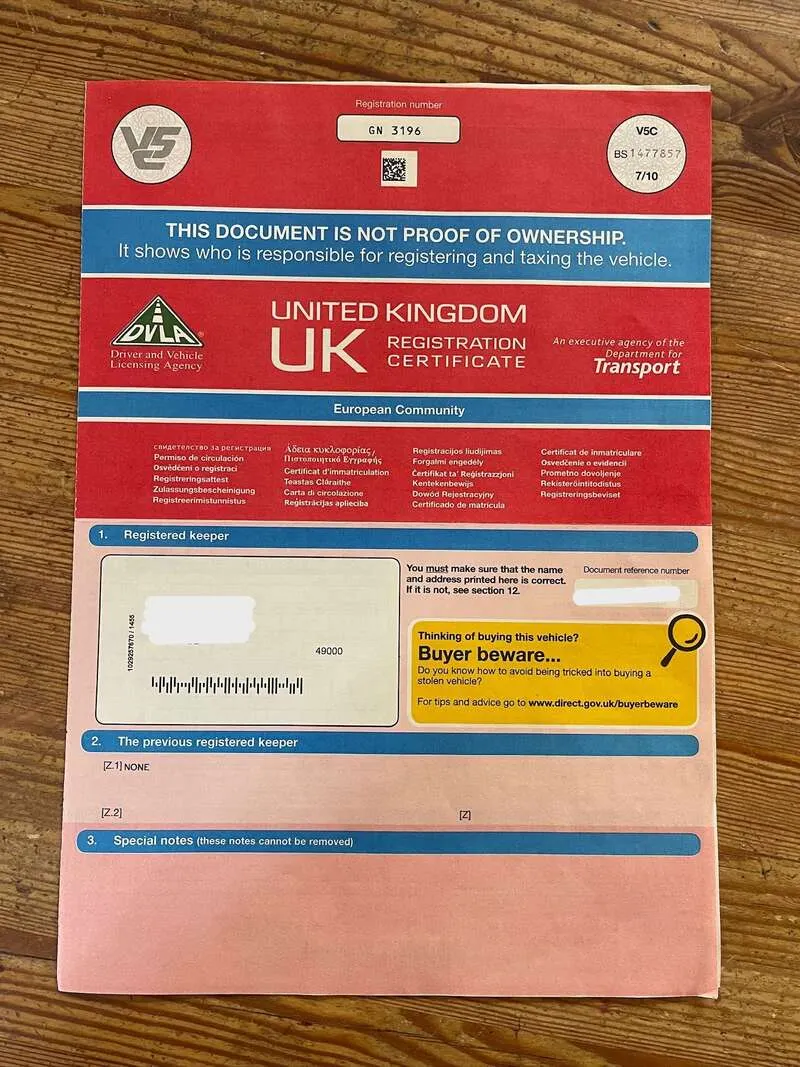 Registration number
GN 3196
V5C
V5C
BS 1477857
7/10
THIS DOCUMENT IS NOT PROOF OF OWNERSHIP.
It shows who is responsible for registering and taxing the vehicle.
DVLA®
Driver and Vehicle
Licensing Agency
UNITED KINGDOM
UK REGISTRATION
CERTIFICATE
An executive agency of the
Department for
Transport
European Community
свидетелство за регистрация
Permiso de circulación
Osvědčení o registraci
Registreringsattest
Zulassungsbescheinigung
Registreerimistunnistus
Άδεια κυκλοφορίας /
Πιστοποιητικό Εγγραφής
Certificat d'immatriculation
Teastas Cláraithe
Carta di circolazione
Reģistrācijas apliecība
Registracijos liudijimas
Forgalmi engedély
Ċertifikat ta' Reġistrazzjoni
Kentekenbewijs
Dowód Rejestracyjny
Certificado de matrícula
Certificat de inmatriculare
Osvedčenie o evidencii
Prometno dovoljenje
Rekisteröintitodistus
Registreringsbeviset
1. Registered keeper
1029257670 / 1455
49000
You must make sure that the name
and address printed here is correct.
If it is not, see section 12.
Document reference number
Thinking of buying this vehicle?
Buyer beware...
Do you know how to avoid being tricked into buying a
stolen vehicle?
For tips and advice go to www.direct.gov.uk/buyerbeware
2. The previous registered keeper
[Z.1] NONE
[Z.2] [Z]
3. Special notes (these notes cannot be removed)